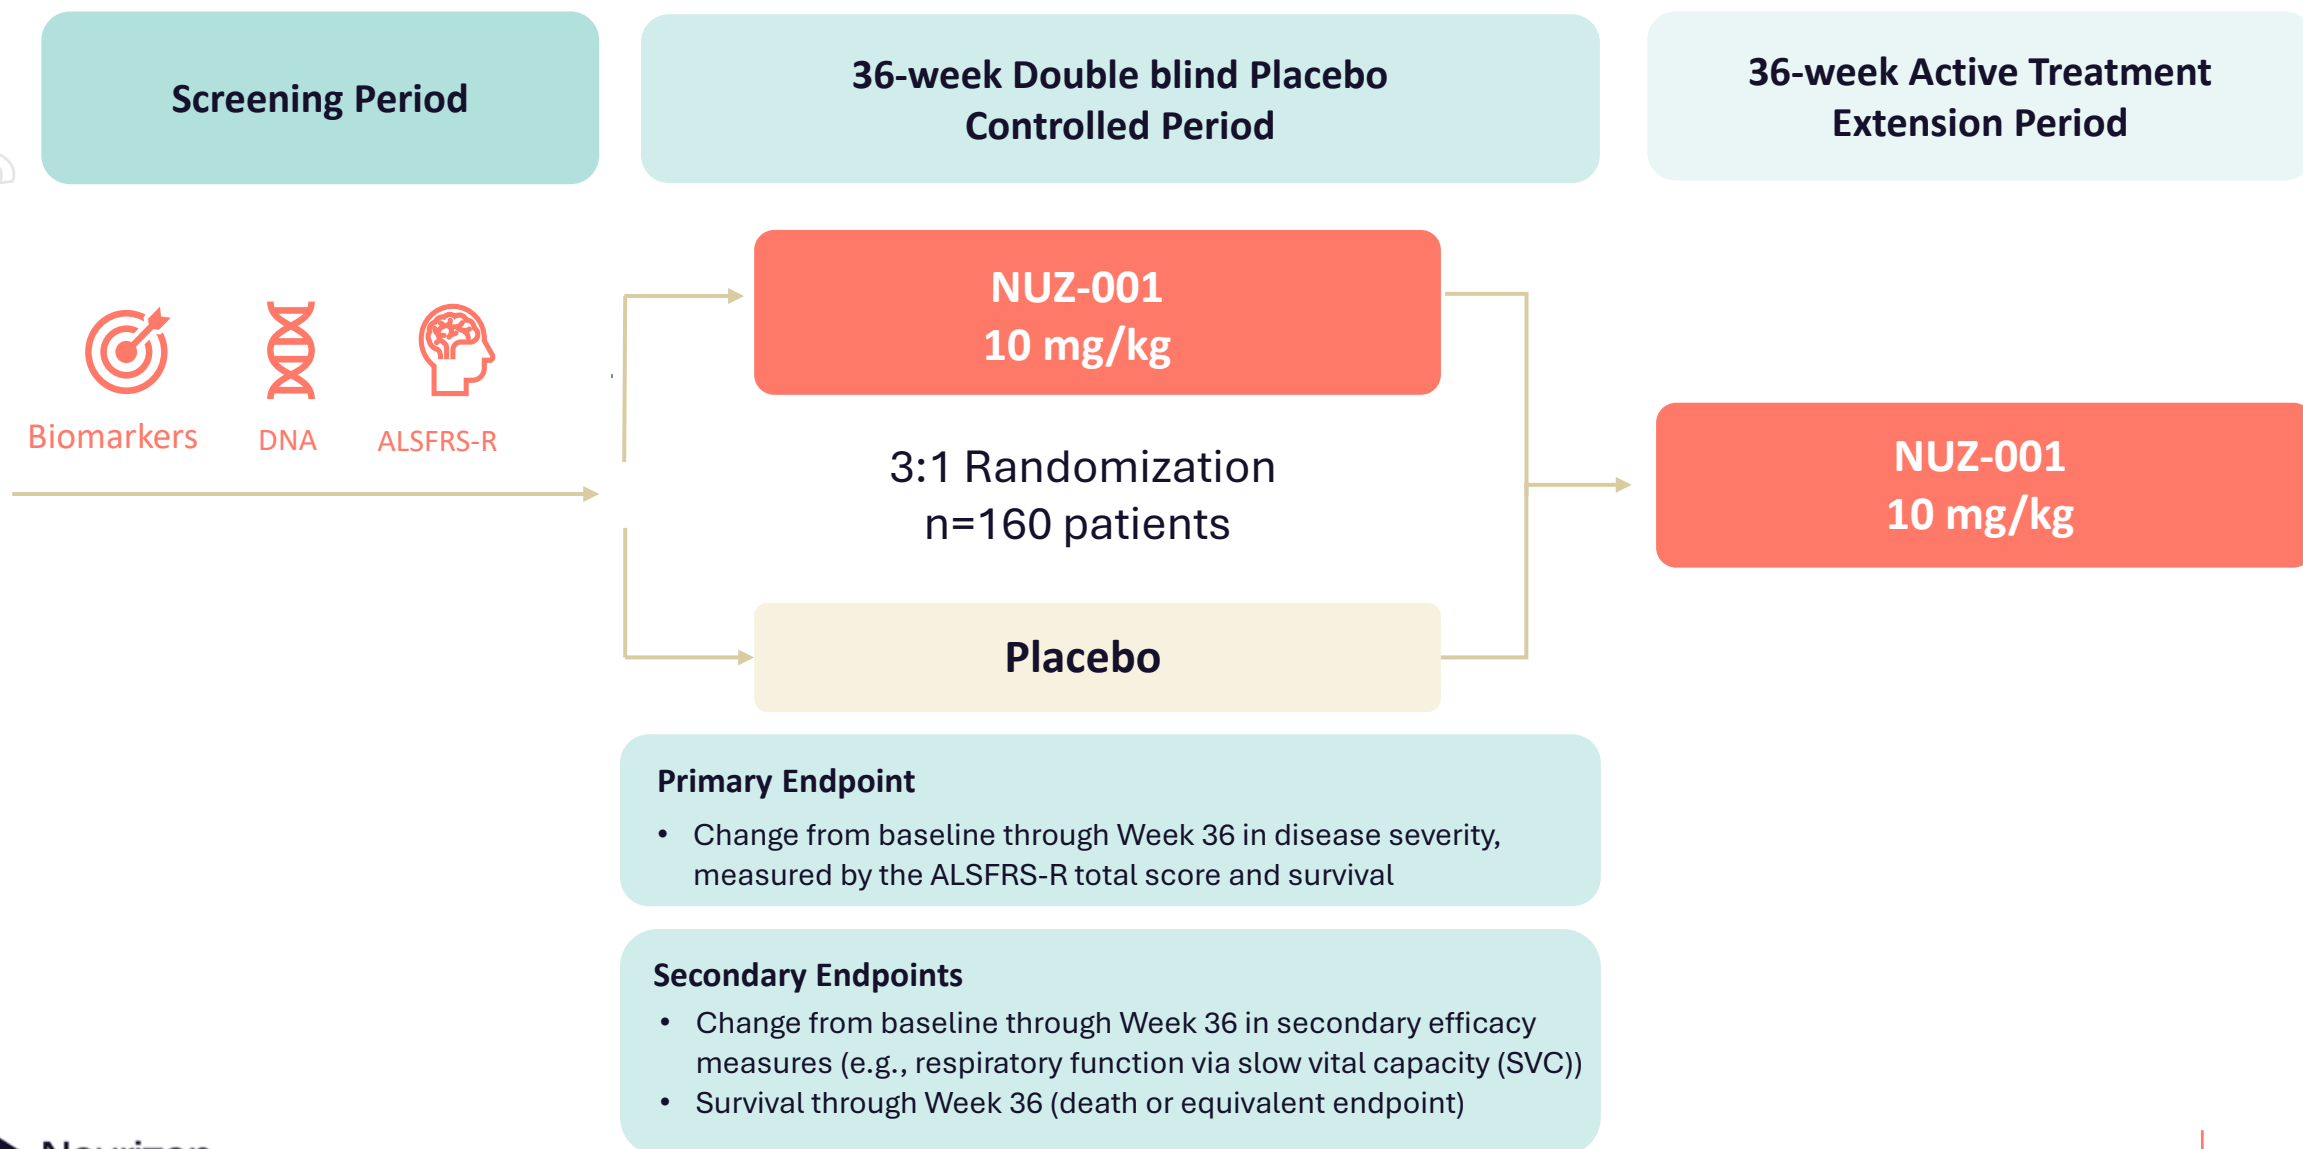 Screening Period
36-week Double blind Placebo
Controlled Period
36-week Active Treatment
Extension Period
Biomarkers
DNA
ALSFRS-R
NUZ-001
10 mg/kg
3:1 Randomization
n=160 patients
Placebo
NUZ-001
10 mg/kg
Primary Endpoint
• Change from baseline through Week 36 in disease severity,
measured by the ALSFRS-R total score and survival
Secondary Endpoints
• Change from baseline through Week 36 in secondary efficacy
measures (e.g., respiratory function via slow vital capacity (SVC))
• Survival through Week 36 (death or equivalent endpoint)